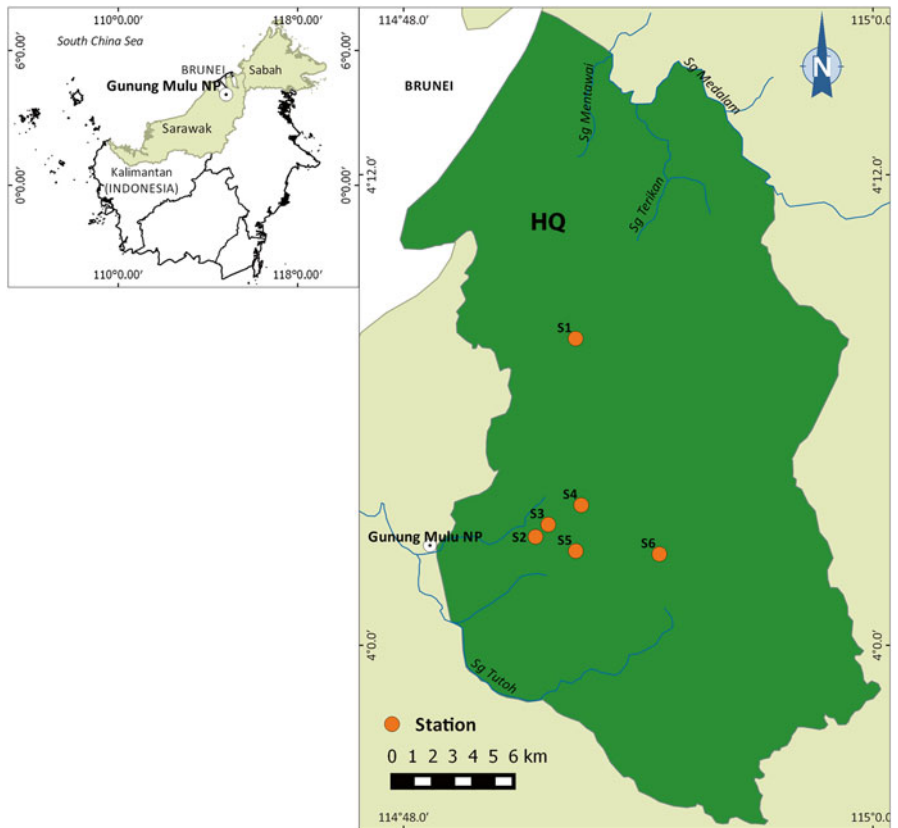 110°0.00'
118°0.00'
6°0.00'
6°0.00'
South China Sea
BRUNEI
Sabah
Gunung Mulu NP
Sarawak
Kalimantan
(INDONESIA)
0°0.00'
0°0.00'
110°0.00'
118°0.00'
114°48.0'
115°0.0'
BRUNEI
Sg Mentawai
Sg Medalam
N
4°12.0'
4°12.0'
Sg Terikan
HQ
S1
S4
S3
S2
S5
S6
Gunung Mulu NP
4°0.0'
4°0.0'
Sg Tutoh
Station
0 1 2 3 4 5 6 km
114°48.0'